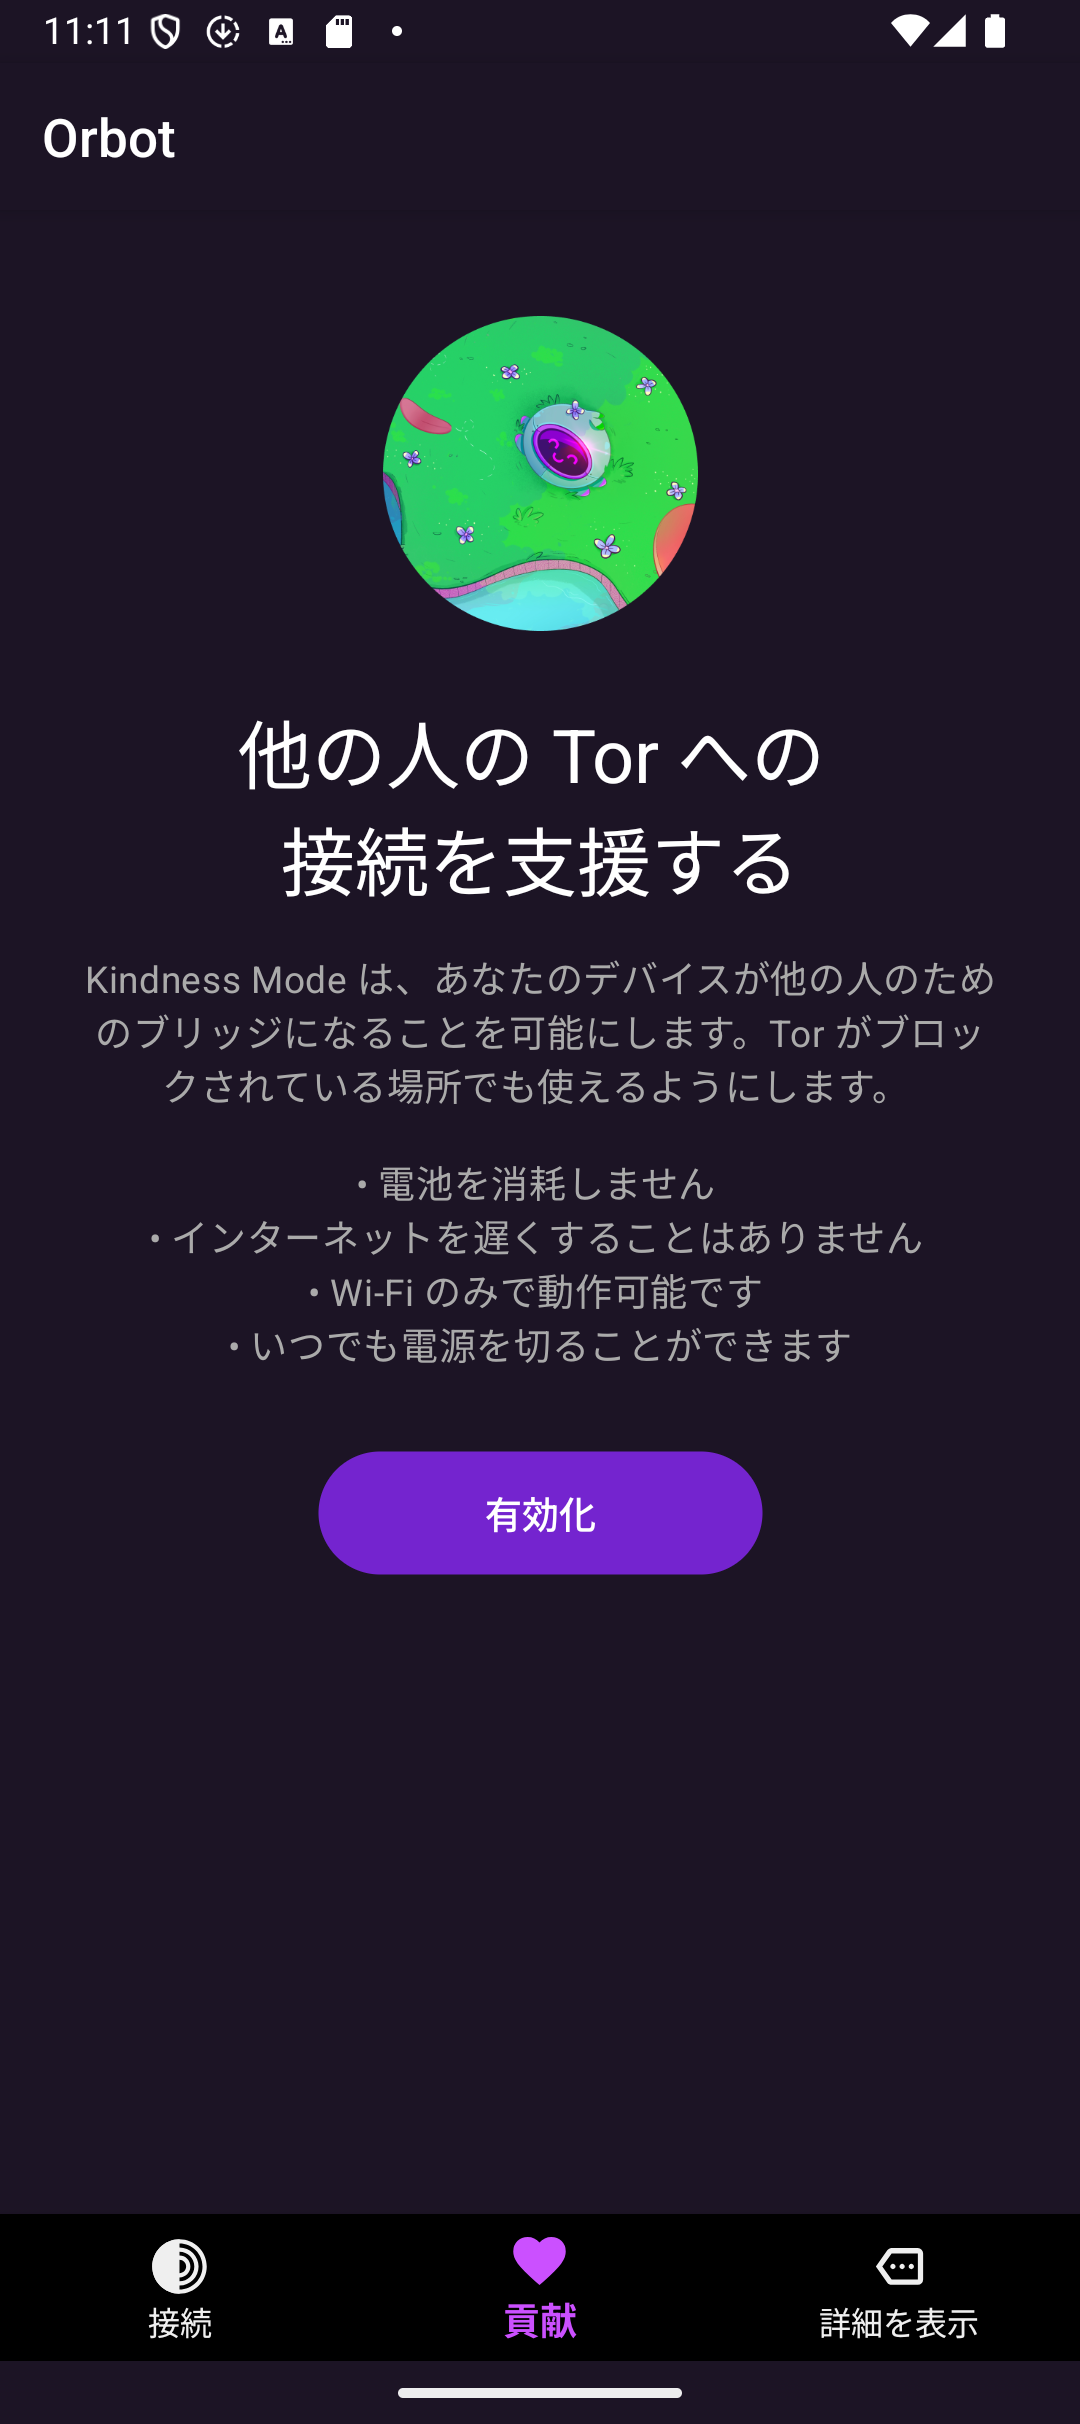 11:11
Orbot
他の人の Tor への
接続を支援する
Kindness Mode は、あなたのデバイスが他の人のため
のブリッジになることを可能にします。Tor がブロッ
クされている場所でも使えるようにします。
• 電池を消耗しません
• インターネットを遅くすることはありません
• Wi-Fi のみで動作可能です
• いつでも電源を切ることができます
有効化
接続
貢献
詳細を表示